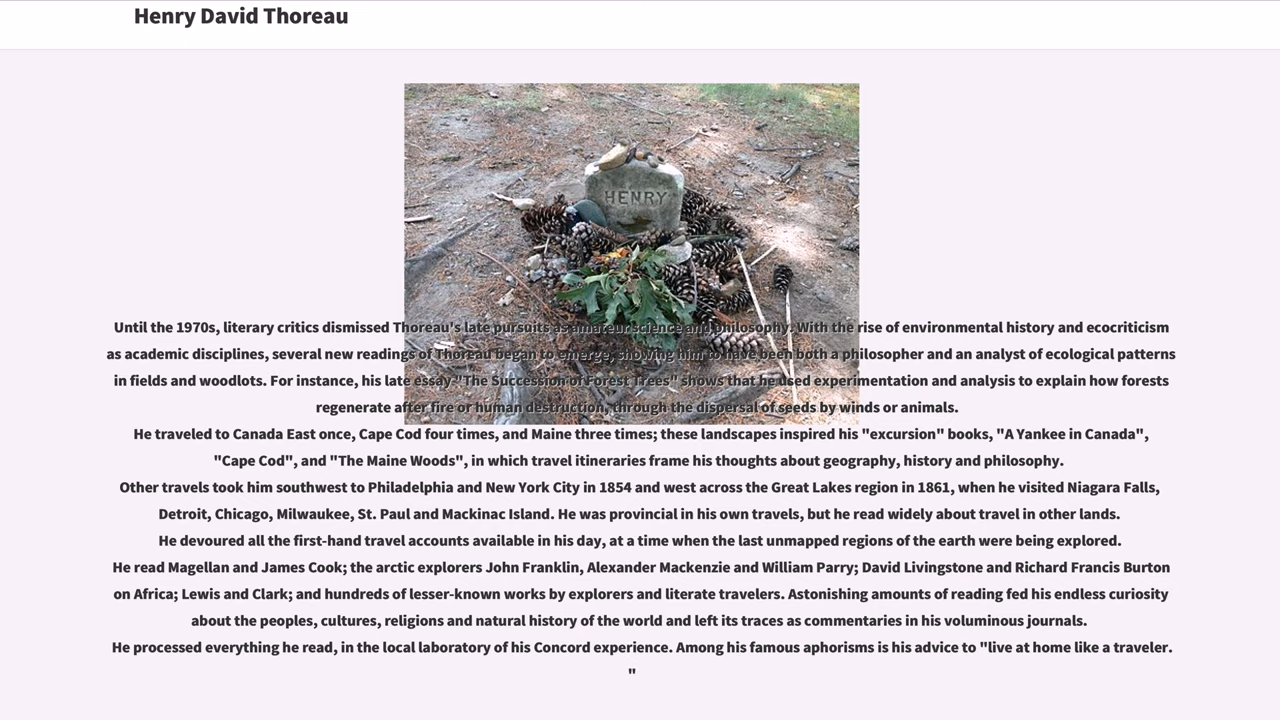 Henry David Thoreau
HENRY
Until the 1970s, literary critics dismissed Thoreau's late pursuits as amateur science and philosophy. With the rise of environmental history and ecocriticism
as academic disciplines, several new readings of Thoreau began to emerge, showing him to have been both a philosopher and an analyst of ecological patterns
in fields and woodlots. For instance, his late essay "The Succession of Forest Trees" shows that he used experimentation and analysis to explain how forests
regenerate after fire or human destruction, through the dispersal of seeds by winds or animals.
He traveled to Canada East once, Cape Cod four times, and Maine three times; these landscapes inspired his "excursion" books, "A Yankee in Canada",
"Cape Cod", and "The Maine Woods", in which travel itineraries frame his thoughts about geography, history and philosophy.
Other travels took him southwest to Philadelphia and New York City in 1854 and west across the Great Lakes region in 1861, when he visited Niagara Falls,
Detroit, Chicago, Milwaukee, St. Paul and Mackinac Island. He was provincial in his own travels, but he read widely about travel in other lands.
He devoured all the first-hand travel accounts available in his day, at a time when the last unmapped regions of the earth were being explored.
He read Magellan and James Cook; the arctic explorers John Franklin, Alexander Mackenzie and William Parry; David Livingstone and Richard Francis Burton
on Africa; Lewis and Clark; and hundreds of lesser-known works by explorers and literate travelers. Astonishing amounts of reading fed his endless curiosity
about the peoples, cultures, religions and natural history of the world and left its traces as commentaries in his voluminous journals.
He processed everything he read, in the local laboratory of his Concord experience. Among his famous aphorisms is his advice to "live at home like a traveler.
"